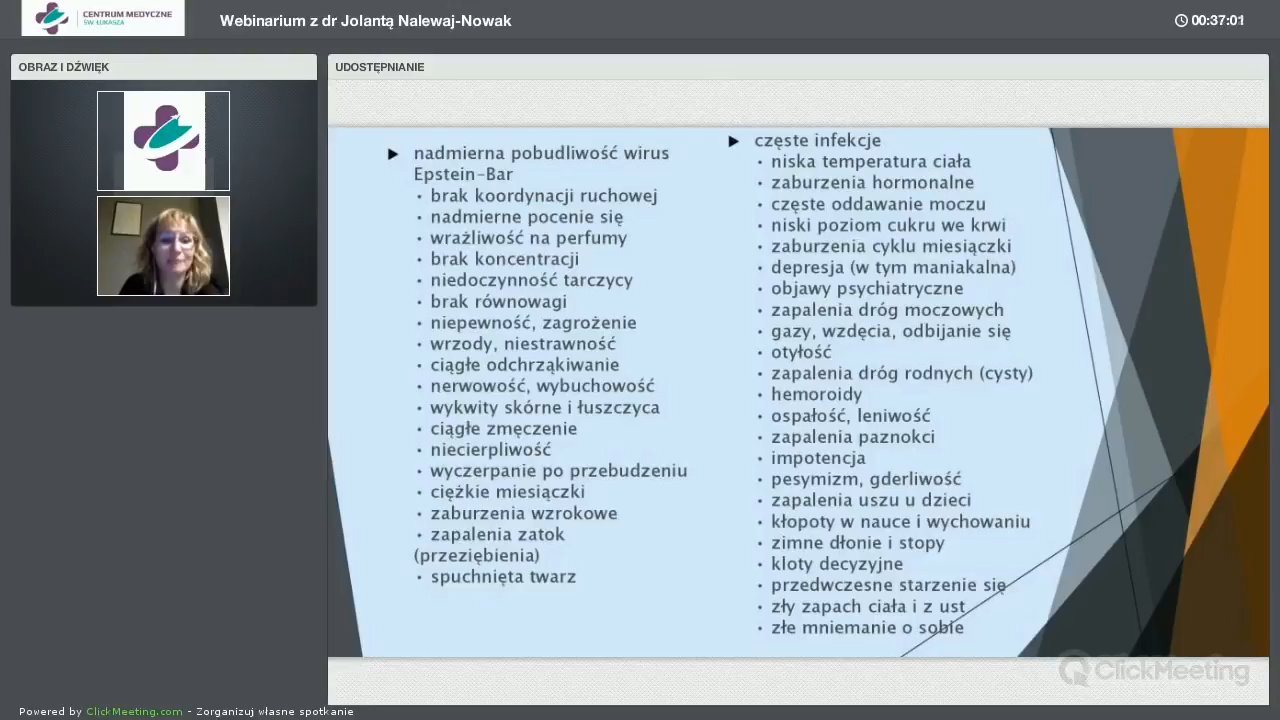 CENTRUM MEDYCZNE
ŚW ŁUKASZA
Webinarium z dr Jolantą Nalewaj-Nowak
00:37:01
OBRAZ I DŹWIĘK
UDOSTĘPNIANIE
► nadmierna pobudliwość wirus
Epstein-Bar
• brak koordynacji ruchowej
• nadmierne pocenie się
• wrażliwość na perfumy
• brak koncentracji
• niedoczynność tarczycy
• brak równowagi
• niepewność, zagrożenie
• wrzody, niestrawność
• ciągłe odchrząkiwanie
• nerwowość, wybuchowość
• wykwity skórne i łuszczyca
• ciągłe zmęczenie
• niecierpliwość
• wyczerpanie po przebudzeniu
• ciężkie miesiączki
• zaburzenia wzrokowe
• zapalenia zatok
(przeziębienia)
• spuchnięta twarz
► częste infekcje
• niska temperatura ciała
• zaburzenia hormonalne
• częste oddawanie moczu
• niski poziom cukru we krwi
• zaburzenia cyklu miesiączki
• depresja (w tym maniakalna)
• objawy psychiatryczne
• zapalenia dróg moczowych
• gazy, wzdęcia, odbijanie się
• otyłość
• zapalenia dróg rodnych (cysty)
• hemoroidy
• ospałość, leniwość
• zapalenia paznokci
• impotencja
• pesymizm, gderliwość
• zapalenia uszu u dzieci
• kłopoty w nauce i wychowaniu
• zimne dłonie i stopy
• kloty decyzyjne
• przedwczesne starzenie się
• zły zapach ciała i z ust
• złe mniemanie o sobie
ClickMeeting
Powered by ClickMeeting.com - Zorganizuj własne spotkanie